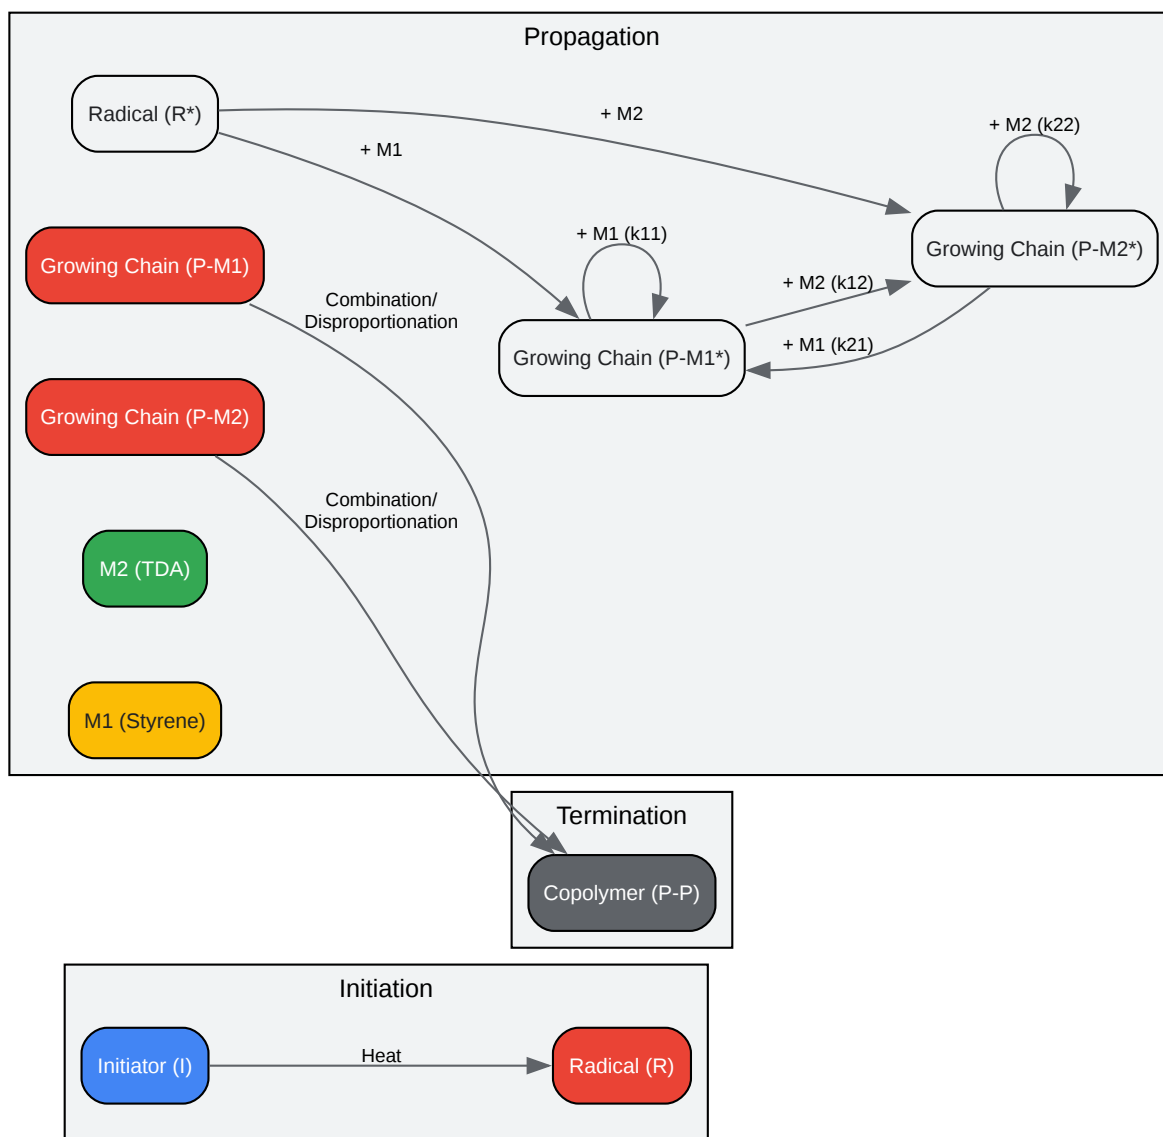 Propagation
Radical (R*)
+ M2
+ M2 (k22)
+ M1
+ M1 (k11)
Growing Chain (P-M2*)
Growing Chain (P-M1)
+ M2 (k12)
Combination/
Disproportionation
+ M1 (k21)
Growing Chain (P-M1*)
Growing Chain (P-M2)
Combination/
Disproportionation
M2 (TDA)
M1 (Styrene)
Termination
Copolymer (P-P)
Initiation
Initiator (I)
Heat
Radical (R)